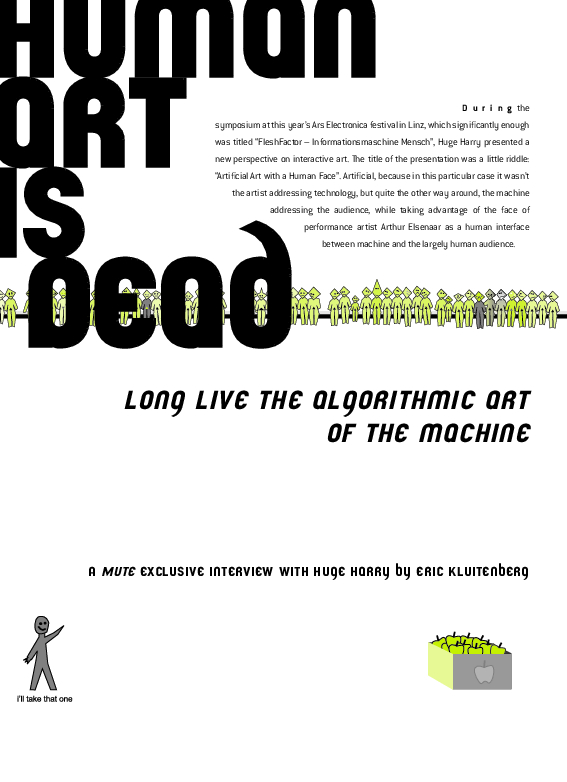 HUMAN
ART
IS
DEAD
During the
symposium at this year's Ars Electronica festival in Linz, which significantly enough
was titled "FleshFactor – Informationsmaschine Mensch", Huge Harry presented a
new perspective on interactive art. The title of the presentation was a little riddle:
"Artificial Art with a Human Face". Artificial, because in this particular case it wasn't
the artist addressing technology, but quite the other way around, the machine
addressing the audience, while taking advantage of the face of
performance artist Arthur Elsenaar as a human interface
between machine and the largely human audience.
LONG LIVE THE ALGORITHMIC ART
OF THE MACHINE
A MUTE EXCLUSIVE INTERVIEW WITH HUGE HARRY by ERIC KLUITENBERG
i'll take that one